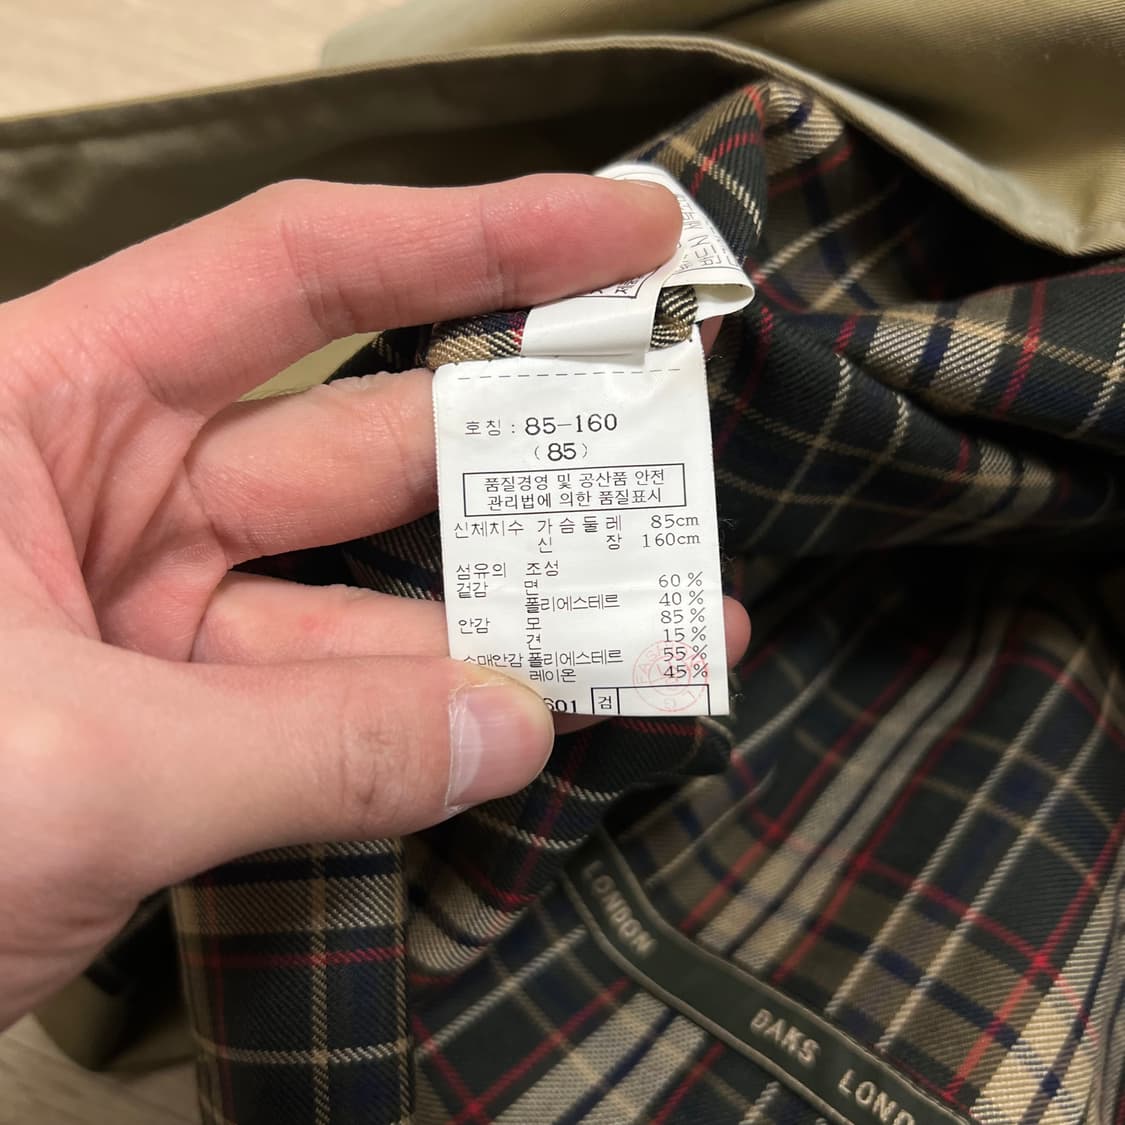 호칭 : 85-160
( 85 )
품질경영 및 공산품 안전
관리법에 의한 품질표시
신체치수 가슴둘레 85cm
신 장 160cm
섬유의 조성
겉감 면 60 %
폴리에스테르 40 %
안감 모 85 %
견 15 %
소매안감 폴리에스테르 55 %
레이온 45 %
601 검
LONDON
DAKS LOND